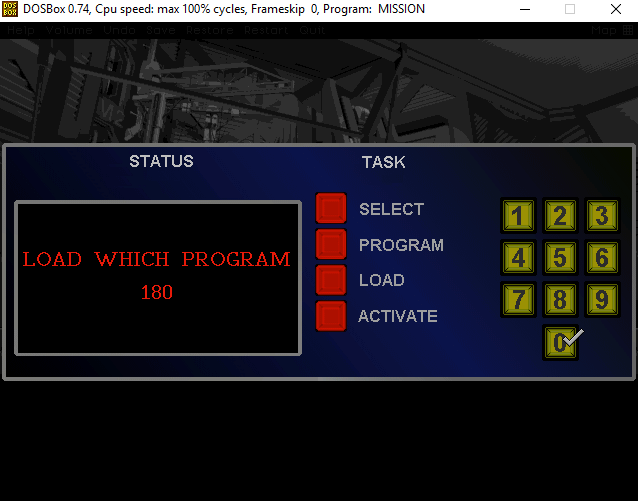 DOS
BOX
DOSBox 0.74, Cpu speed: max 100% cycles, Frameskip 0, Program: MISSION
Help Volume Undo Save Restore Restart Quit Map
STATUS
LOAD WHICH PROGRAM
180
TASK
SELECT
PROGRAM
LOAD
ACTIVATE
1 2 3
4 5 6
7 8 9
0